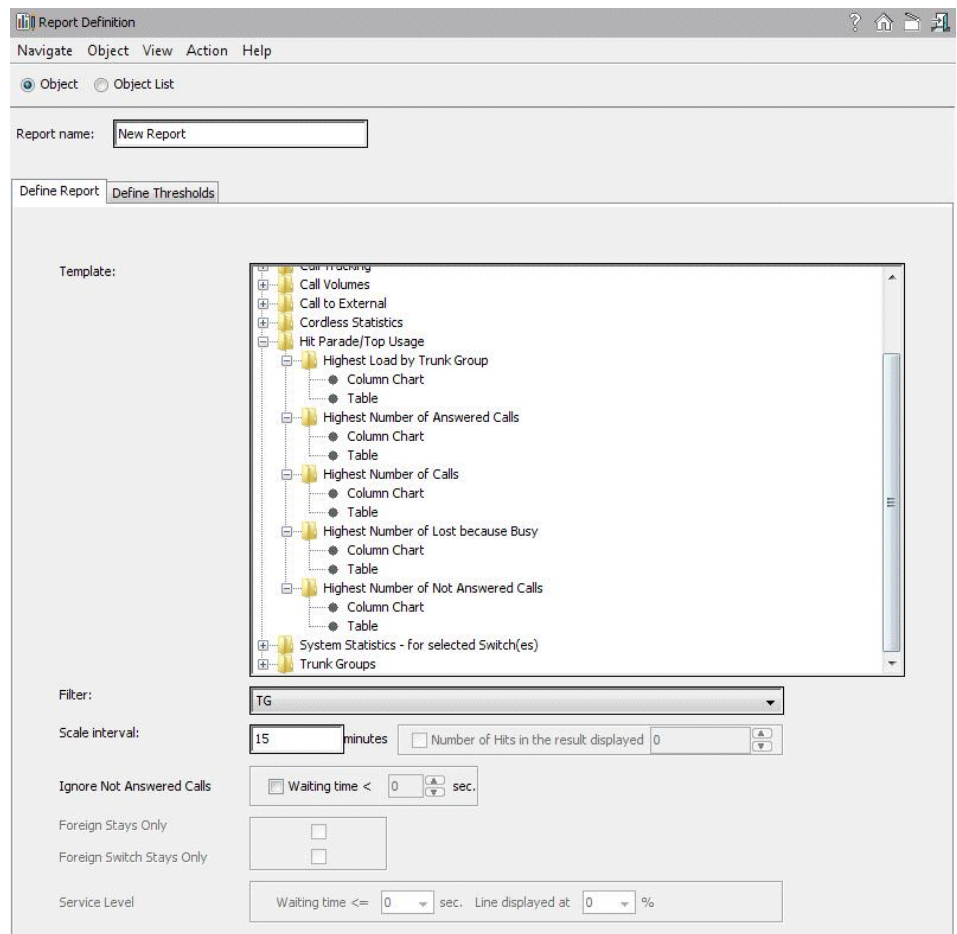 Report Definition
Navigate Object View Action Help
Object Object List
Report name: New Report
Define Report Define Thresholds
Template:
Call Tracking
Call Volumes
Call to External
Cordless Statistics
Hit Parade/Top Usage
Highest Load by Trunk Group
Column Chart
Table
Highest Number of Answered Calls
Column Chart
Table
Highest Number of Calls
Column Chart
Table
Highest Number of Lost because Busy
Column Chart
Table
Highest Number of Not Answered Calls
Column Chart
Table
System Statistics - for selected Switch(es)
Trunk Groups
Filter: TG
Scale interval: 15 minutes Number of Hits in the result displayed 0
Ignore Not Answered Calls Waiting time < 0 sec.
Foreign Stays Only
Foreign Switch Stays Only
Service Level Waiting time <= 0 sec. Line displayed at 0 %